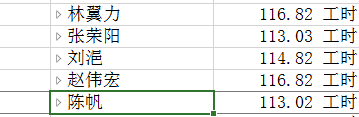 林翼力 116.82 工时
张荣阳 113.03 工时
刘浥 114.82 工时
赵伟宏 116.82 工时
陈帆 113.02 工时